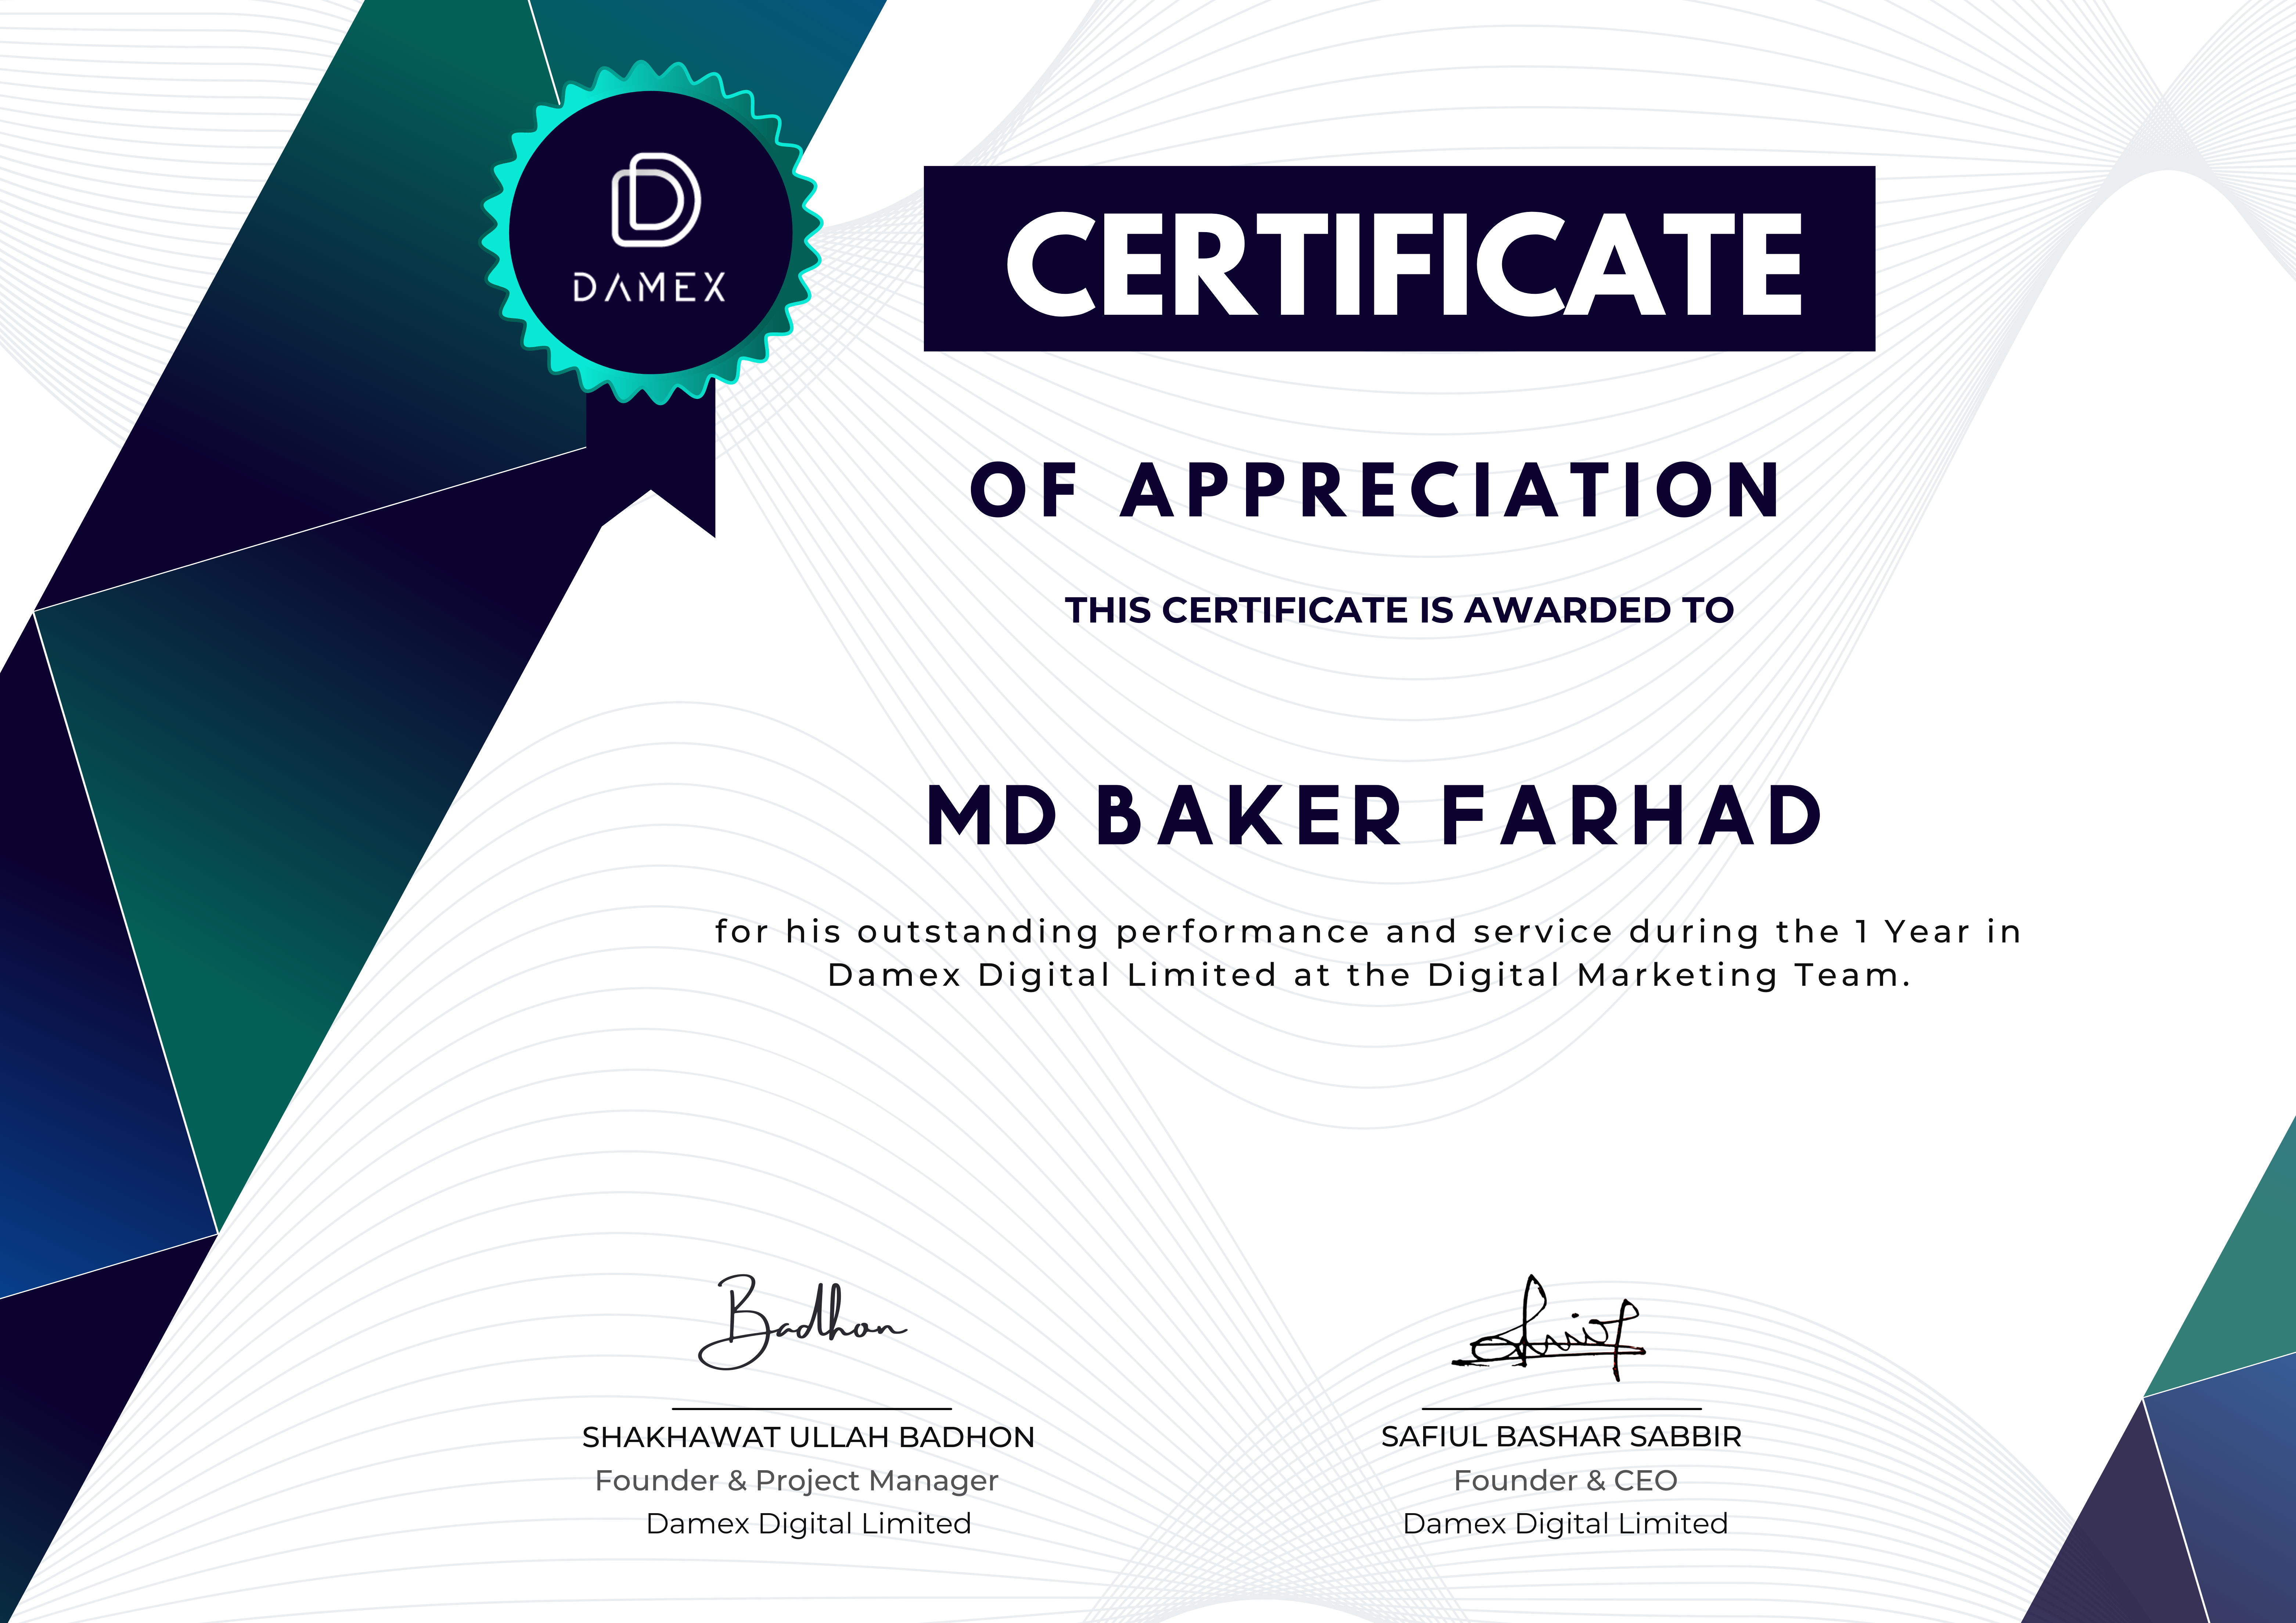 DAMEX
CERTIFICATE
OF APPRECIATION
THIS CERTIFICATE IS AWARDED TO
MD BAKER FARHAD
for his outstanding performance and service during the 1 Year in
Damex Digital Limited at the Digital Marketing Team.
Badhon
SHAKHAWAT ULLAH BADHON
Founder & Project Manager
Damex Digital Limited
SAFIUL BASHAR SABBIR
Founder & CEO
Damex Digital Limited